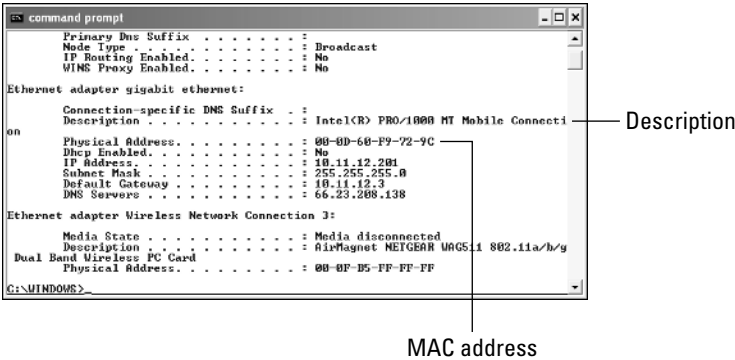 command prompt
Primary Dns Suffix . . . . . . . :
Node Type . . . . . . . . . . . . : Broadcast
IP Routing Enabled. . . . . . . . : No
WINS Proxy Enabled. . . . . . . . : No
Ethernet adapter gigabit ethernet:
Connection-specific DNS Suffix . :
Description . . . . . . . . . . . : Intel(R) PRO/1000 MT Mobile Connecti
on
Physical Address. . . . . . . . . : 00-0D-60-F9-72-9C
Dhcp Enabled. . . . . . . . . . . : No
IP Address. . . . . . . . . . . . : 10.11.12.201
Subnet Mask . . . . . . . . . . . : 255.255.255.0
Default Gateway . . . . . . . . . : 10.11.12.3
DNS Servers . . . . . . . . . . . : 66.23.208.138
Ethernet adapter Wireless Network Connection 3:
Media State . . . . . . . . . . . : Media disconnected
Description . . . . . . . . . . . : AirMagnet NETGEAR WAG511 802.11a/b/g
Dual Band Wireless PC Card
Physical Address. . . . . . . . . : 00-0F-B5-FF-FF-FF
C:\WINDOWS>_
Description
MAC address